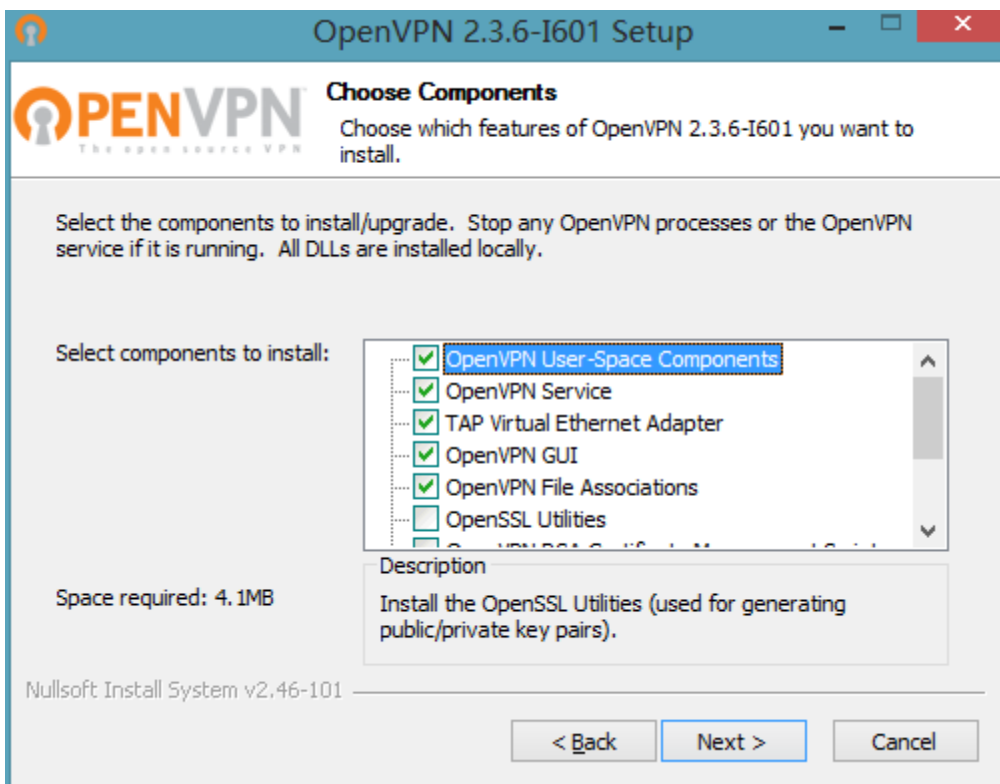 OpenVPN 2.3.6-I601 Setup
OPENVPN
The open source VPN
Choose Components
Choose which features of OpenVPN 2.3.6-I601 you want to
install.
Select the components to install/upgrade. Stop any OpenVPN processes or the OpenVPN
service if it is running. All DLLs are installed locally.
Select components to install:
OpenVPN User-Space Components
OpenVPN Service
TAP Virtual Ethernet Adapter
OpenVPN GUI
OpenVPN File Associations
OpenSSL Utilities
Space required: 4.1MB
Description
Install the OpenSSL Utilities (used for generating
public/private key pairs).
Nullsoft Install System v2.46-101
< Back
Next >
Cancel